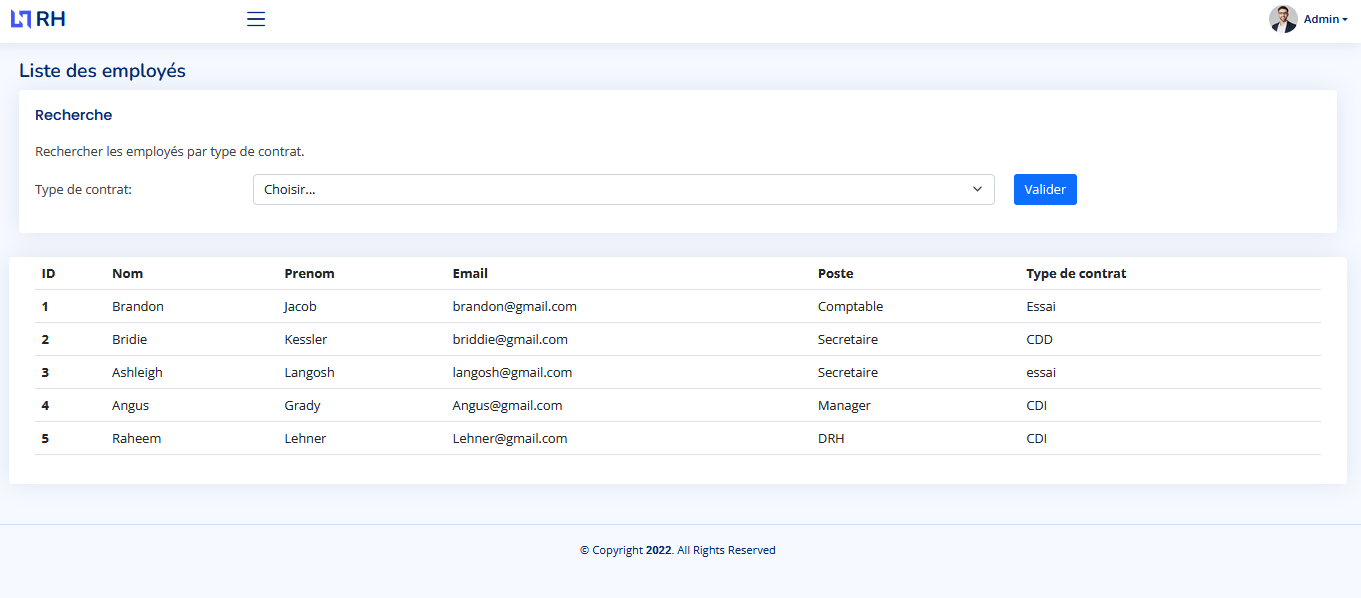 RH
Admin
Liste des employés
Recherche
Rechercher les employés par type de contrat.
Type de contrat: Choisir... Valider
ID Nom Prenom Email Poste Type de contrat
1 Brandon Jacob brandon@gmail.com Comptable Essai
2 Bridie Kessler briddie@gmail.com Secretaire CDD
3 Ashleigh Langosh langosh@gmail.com Secretaire essai
4 Angus Grady Angus@gmail.com Manager CDI
5 Raheem Lehner Lehner@gmail.com DRH CDI
© Copyright 2022. All Rights Reserved